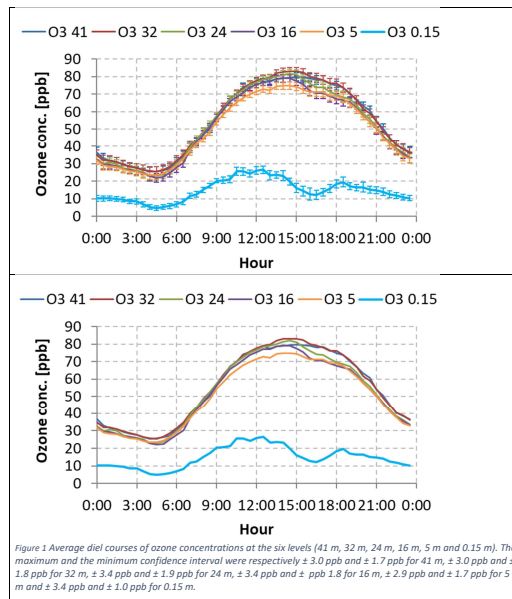 O3 41 O3 32 O3 24 O3 16 O3 5 O3 0.15
90
80
70
60
50
40
30
20
10
0
Ozone conc. [ppb]
0:00 3:00 6:00 9:00 12:00 15:00 18:00 21:00 0:00
Hour
O3 41 O3 32 O3 24 O3 16 O3 5 O3 0.15
90
80
70
60
50
40
30
20
10
0
Ozone conc. [ppb]
0:00 3:00 6:00 9:00 12:00 15:00 18:00 21:00 0:00
Hour
Figure 1 Average diel courses of ozone concentrations at the six levels (41 m, 32 m, 24 m, 16 m, 5 m and 0.15 m). The
maximum and the minimum confidence interval were respectively ± 3.0 ppb and ± 1.7 ppb for 41 m, ± 3.0 ppb and ±
1.8 ppb for 32 m, ± 3.4 ppb and ± 1.9 ppb for 24 m, ± 3.4 ppb and ± ppb 1.8 for 16 m, ± 2.9 ppb and ± 1.7 ppb for 5
m and ± 3.4 ppb and ± 1.0 ppb for 0.15 m.